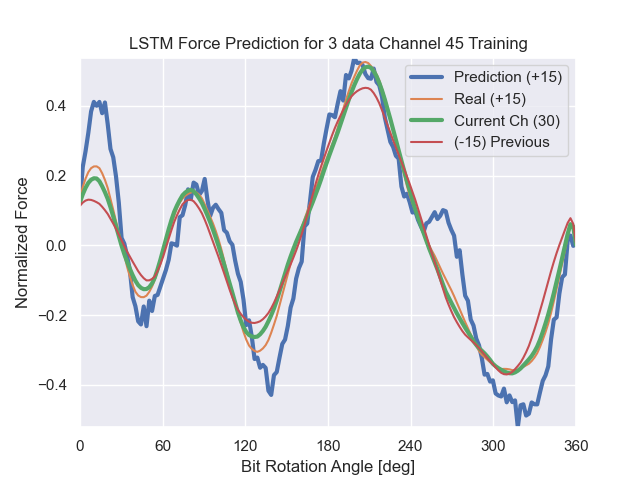 LSTM Force Prediction for 3 data Channel 45 Training
Prediction (+15)
Real (+15)
Current Ch (30)
(-15) Previous
Normalized Force
0.4
0.2
0.0
−0.2
−0.4
0 60 120 180 240 300 360
Bit Rotation Angle [deg]